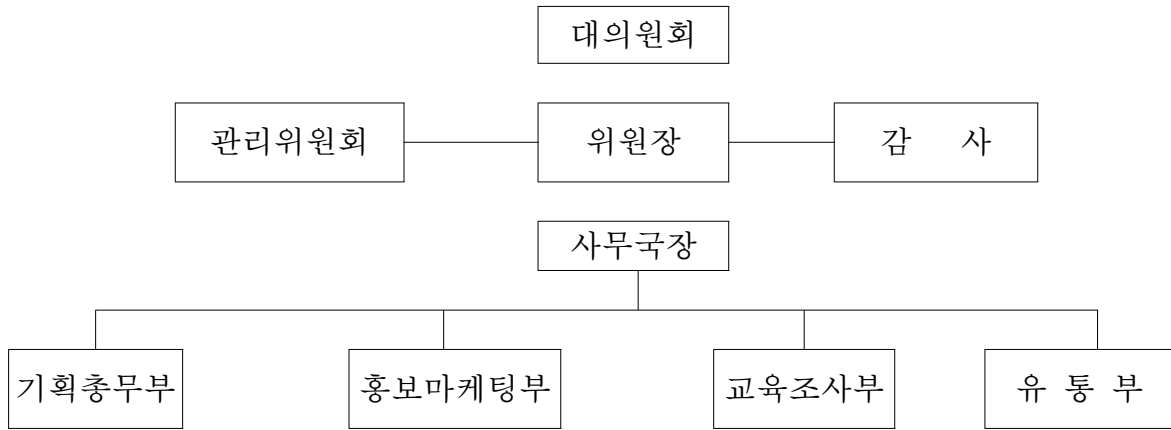 대의원회
관리위원회 위원장 감 사
사무국장
기획총무부 홍보마케팅부 교육조사부 유 통 부